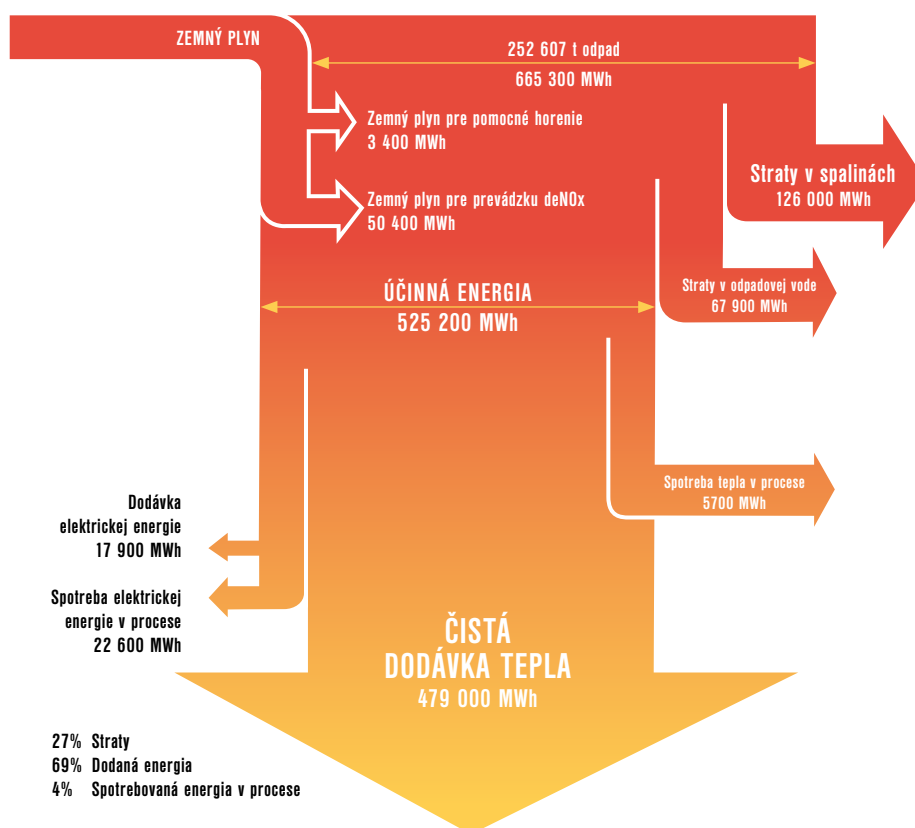 ZEMNÝ PLYN
252 607 t odpad
665 300 MWh
Zemný plyn pre pomocné horenie
3 400 MWh
Zemný plyn pre prevádzku deNOx
50 400 MWh
Straty v spalinách
126 000 MWh
Straty v odpadovej vode
67 900 MWh
ÚČINNÁ ENERGIA
525 200 MWh
Spotreba tepla v procese
5700 MWh
Dodávka
elektrickej energie
17 900 MWh
Spotreba elektrickej
energie v procese
22 600 MWh
ČISTÁ
DODÁVKA TEPLA
479 000 MWh
27% Straty
69% Dodaná energia
4% Spotrebovaná energia v procese